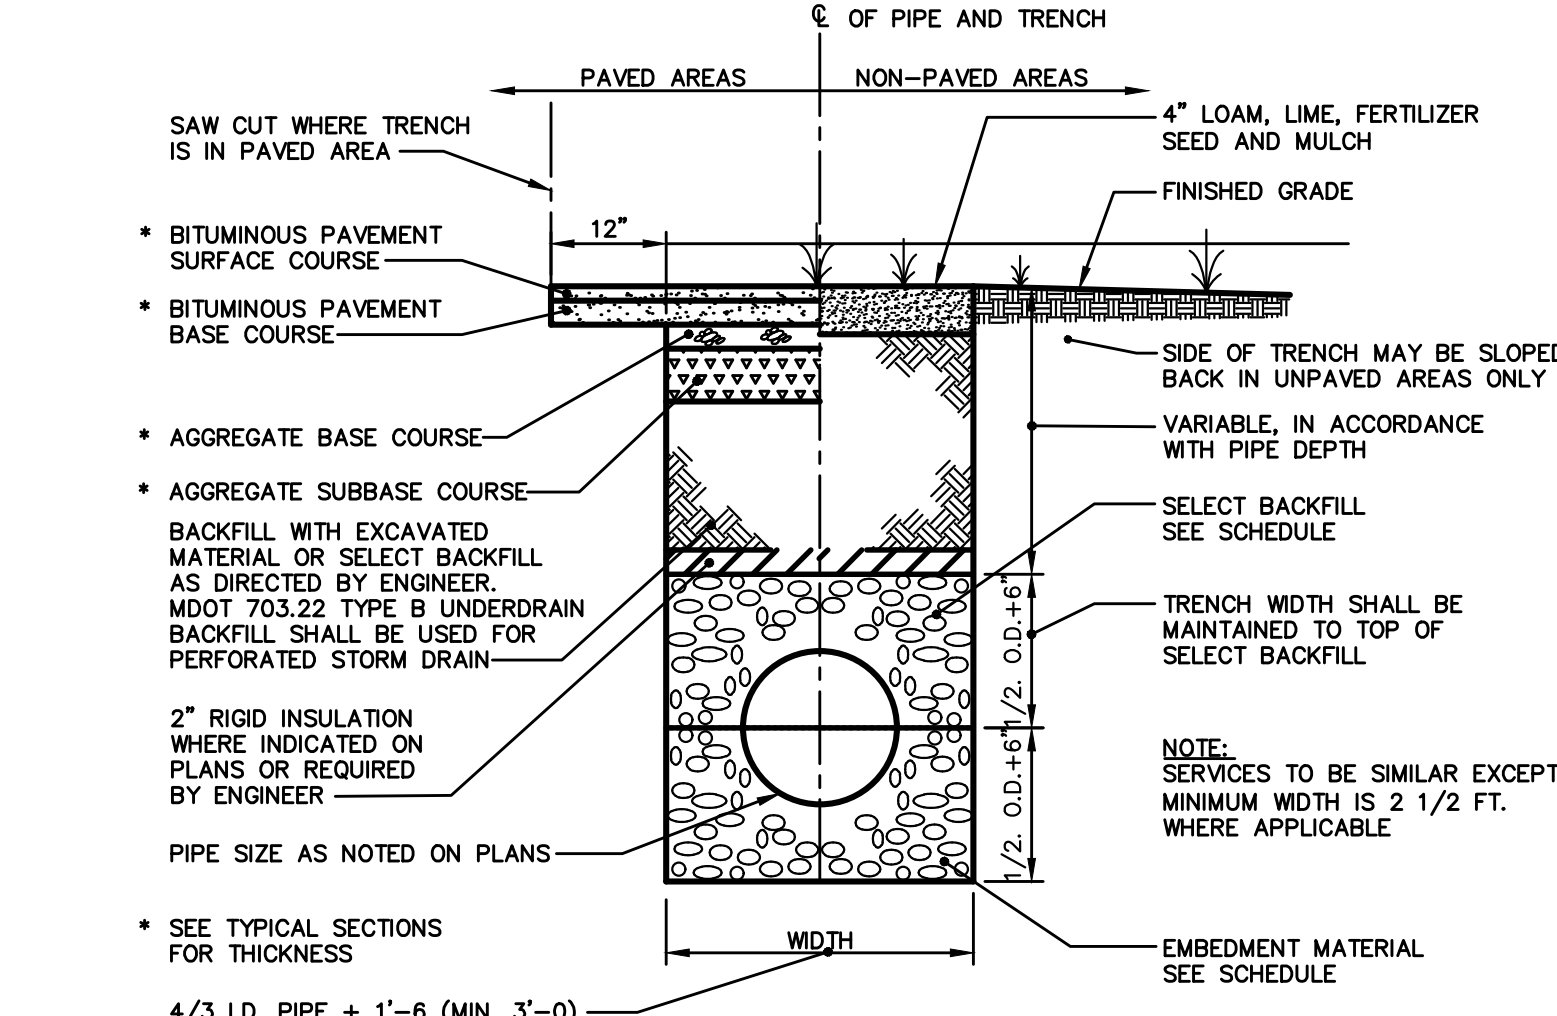 ℄ OF PIPE AND TRENCH
PAVED AREAS
NON-PAVED AREAS
SAW CUT WHERE TRENCH
IS IN PAVED AREA
4" LOAM, LIME, FERTILIZER
SEED AND MULCH
FINISHED GRADE
* BITUMINOUS PAVEMENT
SURFACE COURSE
12"
* BITUMINOUS PAVEMENT
BASE COURSE
SIDE OF TRENCH MAY BE SLOPED
BACK IN UNPAVED AREAS ONLY
* AGGREGATE BASE COURSE
VARIABLE, IN ACCORDANCE
WITH PIPE DEPTH
* AGGREGATE SUBBASE COURSE
SELECT BACKFILL
SEE SCHEDULE
BACKFILL WITH EXCAVATED
MATERIAL OR SELECT BACKFILL
AS DIRECTED BY ENGINEER.
MDOT 703.22 TYPE B UNDERDRAIN
BACKFILL SHALL BE USED FOR
PERFORATED STORM DRAIN
1/2. O.D.+6"
TRENCH WIDTH SHALL BE
MAINTAINED TO TOP OF
SELECT BACKFILL
2" RIGID INSULATION
WHERE INDICATED ON
PLANS OR REQUIRED
BY ENGINEER
1/2. O.D.+6"
NOTE:
SERVICES TO BE SIMILAR EXCEPT
MINIMUM WIDTH IS 2 1/2 FT.
WHERE APPLICABLE
PIPE SIZE AS NOTED ON PLANS
* SEE TYPICAL SECTIONS
FOR THICKNESS
WIDTH
EMBEDMENT MATERIAL
SEE SCHEDULE
4/3 I.D. PIPE + 1'-6 (MIN. 3'-0)